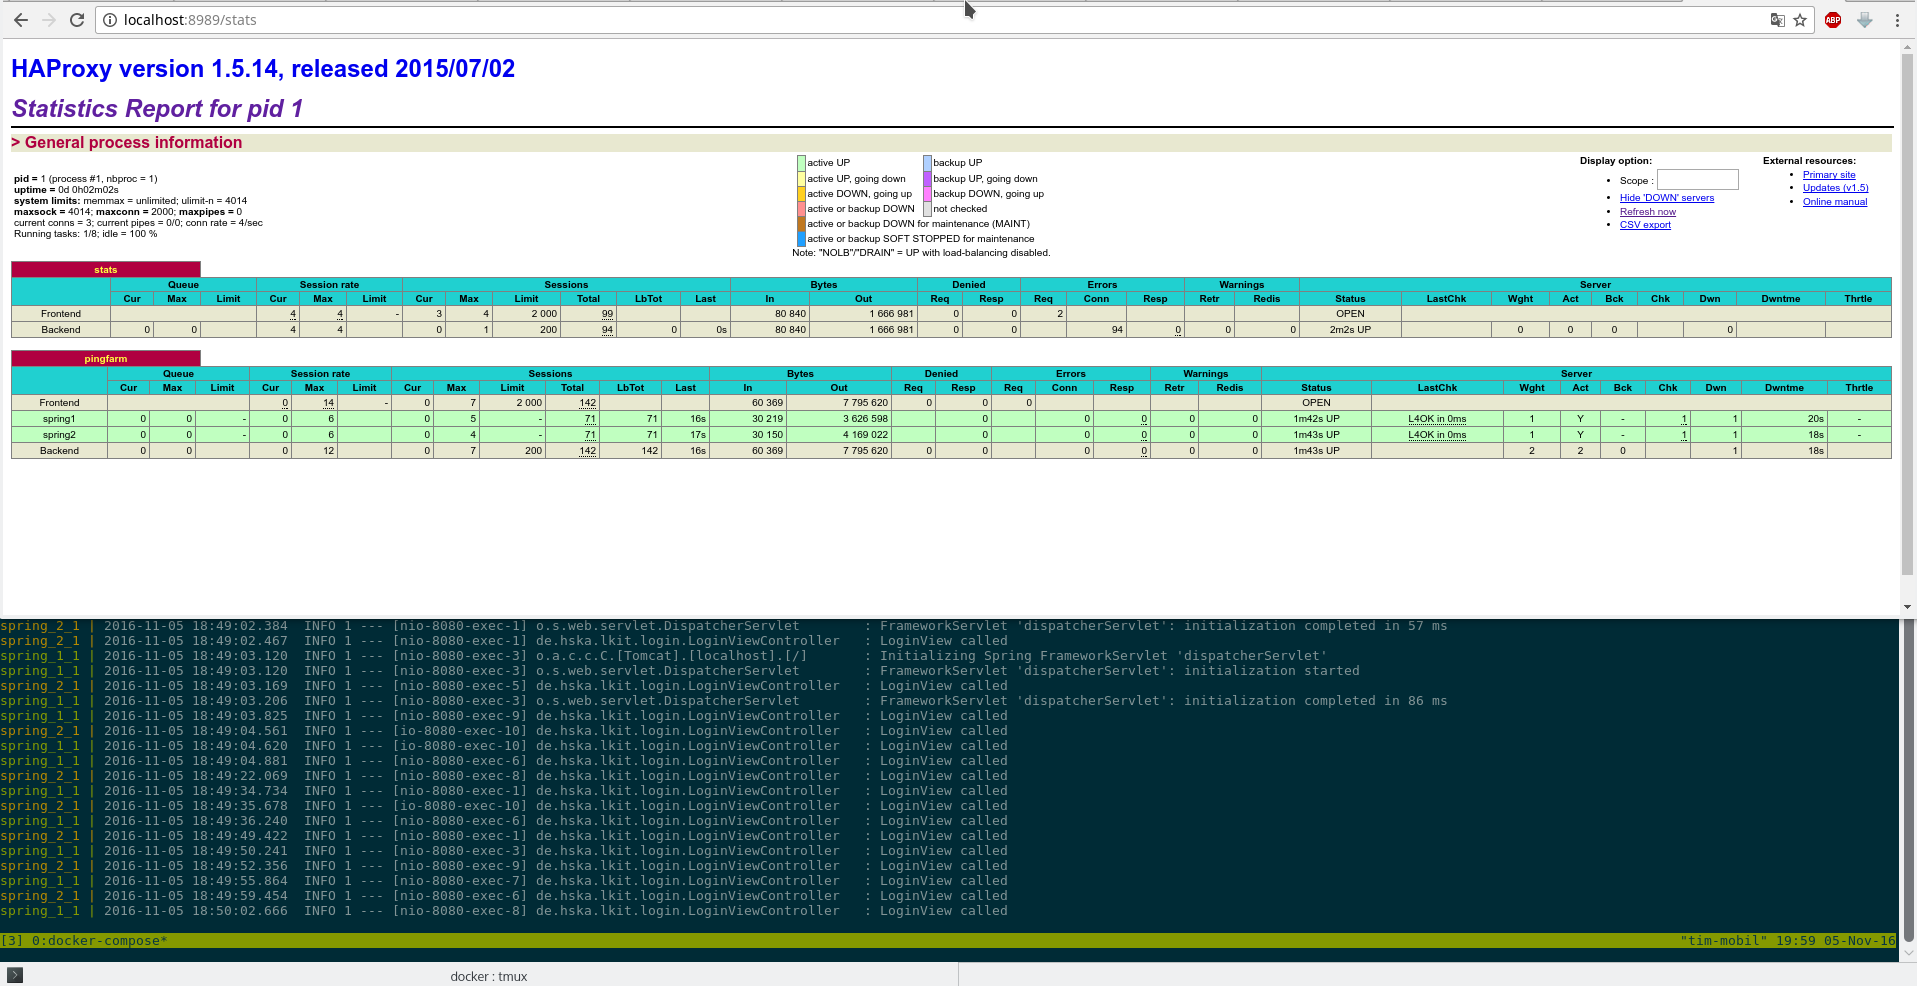 localhost:8989/stats
ABP
HAProxy version 1.5.14, released 2015/07/02
Statistics Report for pid 1
> General process information
pid = 1 (process #1, nbproc = 1)
uptime = 0d 0h02m02s
system limits: memmax = unlimited; ulimit-n = 4014
maxsock = 4014; maxconn = 2000; maxpipes = 0
current conns = 3; current pipes = 0/0; conn rate = 4/sec
Running tasks: 1/8; idle = 100 %
active UP backup UP
active UP, going down backup UP, going down
active DOWN, going up backup DOWN, going up
active or backup DOWN not checked
active or backup DOWN for maintenance (MAINT)
active or backup SOFT STOPPED for maintenance
Note: "NOLB"/"DRAIN" = UP with load-balancing disabled.
Display option:
Scope :
Hide 'DOWN' servers
Refresh now
CSV export
External resources:
Primary site
Updates (v1.5)
Online manual
stats
Queue Session rate Sessions Bytes Denied Errors Warnings Server
Cur Max Limit Cur Max Limit Cur Max Limit Total LbTot Last In Out Req Resp Req Conn Resp Retr Redis Status LastChk Wght Act Bck Chk Dwn Dwntme Thrtle
Frontend 4 4 - 3 4 2 000 99 80 840 1 666 981 0 0 2 OPEN
Backend 0 0 4 4 0 1 200 94 0 0s 80 840 1 666 981 0 0 94 0 0 0 2m2s UP 0 0 0 0
pingfarm
Queue Session rate Sessions Bytes Denied Errors Warnings Server
Cur Max Limit Cur Max Limit Cur Max Limit Total LbTot Last In Out Req Resp Req Conn Resp Retr Redis Status LastChk Wght Act Bck Chk Dwn Dwntme Thrtle
Frontend 0 14 - 0 7 2 000 142 60 369 7 795 620 0 0 0 OPEN
spring1 0 0 - 0 6 0 5 - 71 71 16s 30 219 3 626 598 0 0 0 0 0 1m42s UP L4OK in 0ms 1 Y - 1 1 20s -
spring2 0 0 - 0 6 0 4 - 71 71 17s 30 150 4 169 022 0 0 0 0 0 1m43s UP L4OK in 0ms 1 Y - 1 1 18s -
Backend 0 0 0 12 0 7 200 142 142 16s 60 369 7 795 620 0 0 0 0 0 0 1m43s UP 2 2 0 1 18s
spring_2_1 | 2016-11-05 18:49:02.384 INFO 1 --- [nio-8080-exec-1] o.s.web.servlet.DispatcherServlet : FrameworkServlet 'dispatcherServlet': initialization completed in 57 ms
spring_2_1 | 2016-11-05 18:49:02.467 INFO 1 --- [nio-8080-exec-1] de.hska.lkit.login.LoginViewController : LoginView called
spring_1_1 | 2016-11-05 18:49:03.120 INFO 1 --- [nio-8080-exec-3] o.a.c.c.C.[Tomcat].[localhost].[/] : Initializing Spring FrameworkServlet 'dispatcherServlet'
spring_1_1 | 2016-11-05 18:49:03.120 INFO 1 --- [nio-8080-exec-3] o.s.web.servlet.DispatcherServlet : FrameworkServlet 'dispatcherServlet': initialization started
spring_2_1 | 2016-11-05 18:49:03.169 INFO 1 --- [nio-8080-exec-5] de.hska.lkit.login.LoginViewController : LoginView called
spring_1_1 | 2016-11-05 18:49:03.206 INFO 1 --- [nio-8080-exec-3] o.s.web.servlet.DispatcherServlet : FrameworkServlet 'dispatcherServlet': initialization completed in 86 ms
spring_1_1 | 2016-11-05 18:49:03.825 INFO 1 --- [nio-8080-exec-9] de.hska.lkit.login.LoginViewController : LoginView called
spring_2_1 | 2016-11-05 18:49:04.561 INFO 1 --- [io-8080-exec-10] de.hska.lkit.login.LoginViewController : LoginView called
spring_1_1 | 2016-11-05 18:49:04.620 INFO 1 --- [io-8080-exec-10] de.hska.lkit.login.LoginViewController : LoginView called
spring_1_1 | 2016-11-05 18:49:04.881 INFO 1 --- [nio-8080-exec-6] de.hska.lkit.login.LoginViewController : LoginView called
spring_2_1 | 2016-11-05 18:49:22.069 INFO 1 --- [nio-8080-exec-8] de.hska.lkit.login.LoginViewController : LoginView called
spring_1_1 | 2016-11-05 18:49:34.734 INFO 1 --- [nio-8080-exec-1] de.hska.lkit.login.LoginViewController : LoginView called
spring_2_1 | 2016-11-05 18:49:35.678 INFO 1 --- [io-8080-exec-10] de.hska.lkit.login.LoginViewController : LoginView called
spring_1_1 | 2016-11-05 18:49:36.240 INFO 1 --- [nio-8080-exec-6] de.hska.lkit.login.LoginViewController : LoginView called
spring_2_1 | 2016-11-05 18:49:49.422 INFO 1 --- [nio-8080-exec-1] de.hska.lkit.login.LoginViewController : LoginView called
spring_1_1 | 2016-11-05 18:49:50.241 INFO 1 --- [nio-8080-exec-3] de.hska.lkit.login.LoginViewController : LoginView called
spring_2_1 | 2016-11-05 18:49:52.356 INFO 1 --- [nio-8080-exec-9] de.hska.lkit.login.LoginViewController : LoginView called
spring_1_1 | 2016-11-05 18:49:55.864 INFO 1 --- [nio-8080-exec-7] de.hska.lkit.login.LoginViewController : LoginView called
spring_2_1 | 2016-11-05 18:49:59.454 INFO 1 --- [nio-8080-exec-6] de.hska.lkit.login.LoginViewController : LoginView called
spring_1_1 | 2016-11-05 18:50:02.666 INFO 1 --- [nio-8080-exec-8] de.hska.lkit.login.LoginViewController : LoginView called
[3] 0:docker-compose* "tim-mobil" 19:59 05-Nov-16
docker : tmux